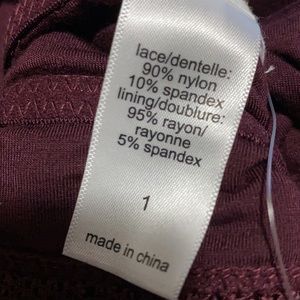 lace/dentelle:
90% nylon
10% spandex
lining/doublure:
95% rayon/
rayonne
5% spandex
1
made in china